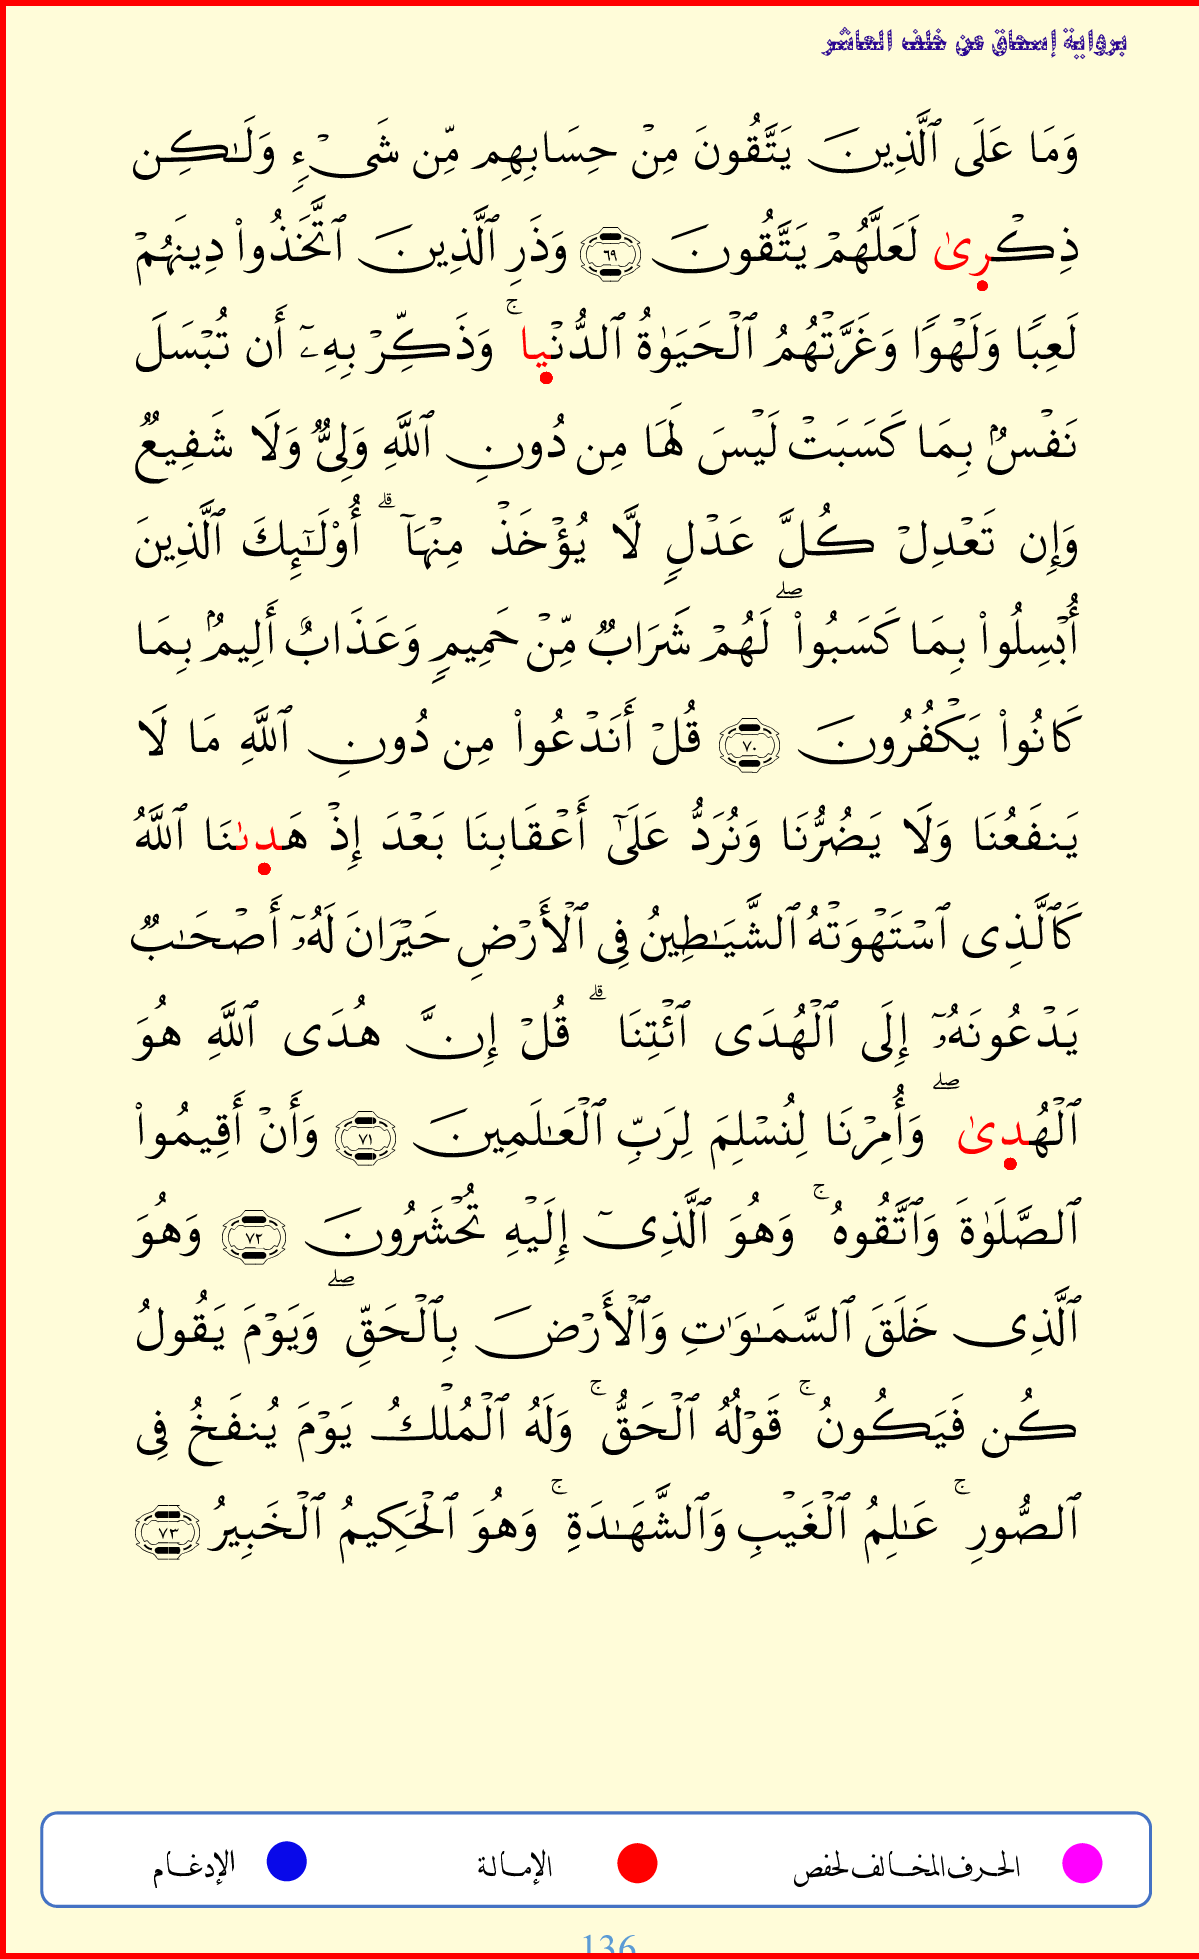 برواية إسحاق عن خلف العاشر
وَمَا عَلَى ٱلَّذِينَ يَتَّقُونَ مِنۡ حِسَابِهِم مِّن شَيۡءٖ وَلَٰكِن
ذِكۡرِىٰ لَعَلَّهُمۡ يَتَّقُونَ ٦٩ وَذَرِ ٱلَّذِينَ ٱتَّخَذُواْ دِينَهُمۡ
لَعِبٗا وَلَهۡوٗا وَغَرَّتۡهُمُ ٱلۡحَيَوٰةُ ٱلدُّنۡيِاۚ وَذَكِّرۡ بِهِۦٓ أَن تُبۡسَلَ
نَفۡسُۢ بِمَا كَسَبَتۡ لَيۡسَ لَهَا مِن دُونِ ٱللَّهِ وَلِىّٞ وَلَا شَفِيعٞ
وَإِن تَعۡدِلۡ كُلَّ عَدۡلٖ لَّا يُؤۡخَذۡ مِنۡهَآۗ أُوْلَٰٓئِكَ ٱلَّذِينَ
أُبۡسِلُواْ بِمَا كَسَبُواْۖ لَهُمۡ شَرَابٞ مِّنۡ حَمِيمٖ وَعَذَابٌ أَلِيمُۢ بِمَا
كَانُواْ يَكۡفُرُونَ ٧٠ قُلۡ أَنَدۡعُواْ مِن دُونِ ٱللَّهِ مَا لَا
يَنفَعُنَا وَلَا يَضُرُّنَا وَنُرَدُّ عَلَىٰٓ أَعۡقَابِنَا بَعۡدَ إِذۡ هَدِىٰنَا ٱللَّهُ
كَٱلَّذِى ٱسۡتَهۡوَتۡهُ ٱلشَّيَٰطِينُ فِى ٱلۡأَرۡضِ حَيۡرَانَ لَهُۥٓ أَصۡحَٰبٞ
يَدۡعُونَهُۥٓ إِلَى ٱلۡهُدَى ٱئۡتِنَاۗ قُلۡ إِنَّ هُدَى ٱللَّهِ هُوَ
ٱلۡهُدِىٰۖ وَأُمِرۡنَا لِنُسۡلِمَ لِرَبِّ ٱلۡعَٰلَمِينَ ٧١ وَأَنۡ أَقِيمُواْ
ٱلصَّلَوٰةَ وَٱتَّقُوهُۚ وَهُوَ ٱلَّذِىٓ إِلَيۡهِ تُحۡشَرُونَ ٧٢ وَهُوَ
ٱلَّذِى خَلَقَ ٱلسَّمَٰوَٰتِ وَٱلۡأَرۡضَ بِٱلۡحَقِّۖ وَيَوۡمَ يَقُولُ
كُن فَيَكُونُۚ قَوۡلُهُ ٱلۡحَقُّۚ وَلَهُ ٱلۡمُلۡكُ يَوۡمَ يُنفَخُ فِى
ٱلصُّورِۚ عَٰلِمُ ٱلۡغَيۡبِ وَٱلشَّهَٰدَةِۚ وَهُوَ ٱلۡحَكِيمُ ٱلۡخَبِيرُ ٧٣
الحرف المخالف لحفص الإمالة الإدغام
136